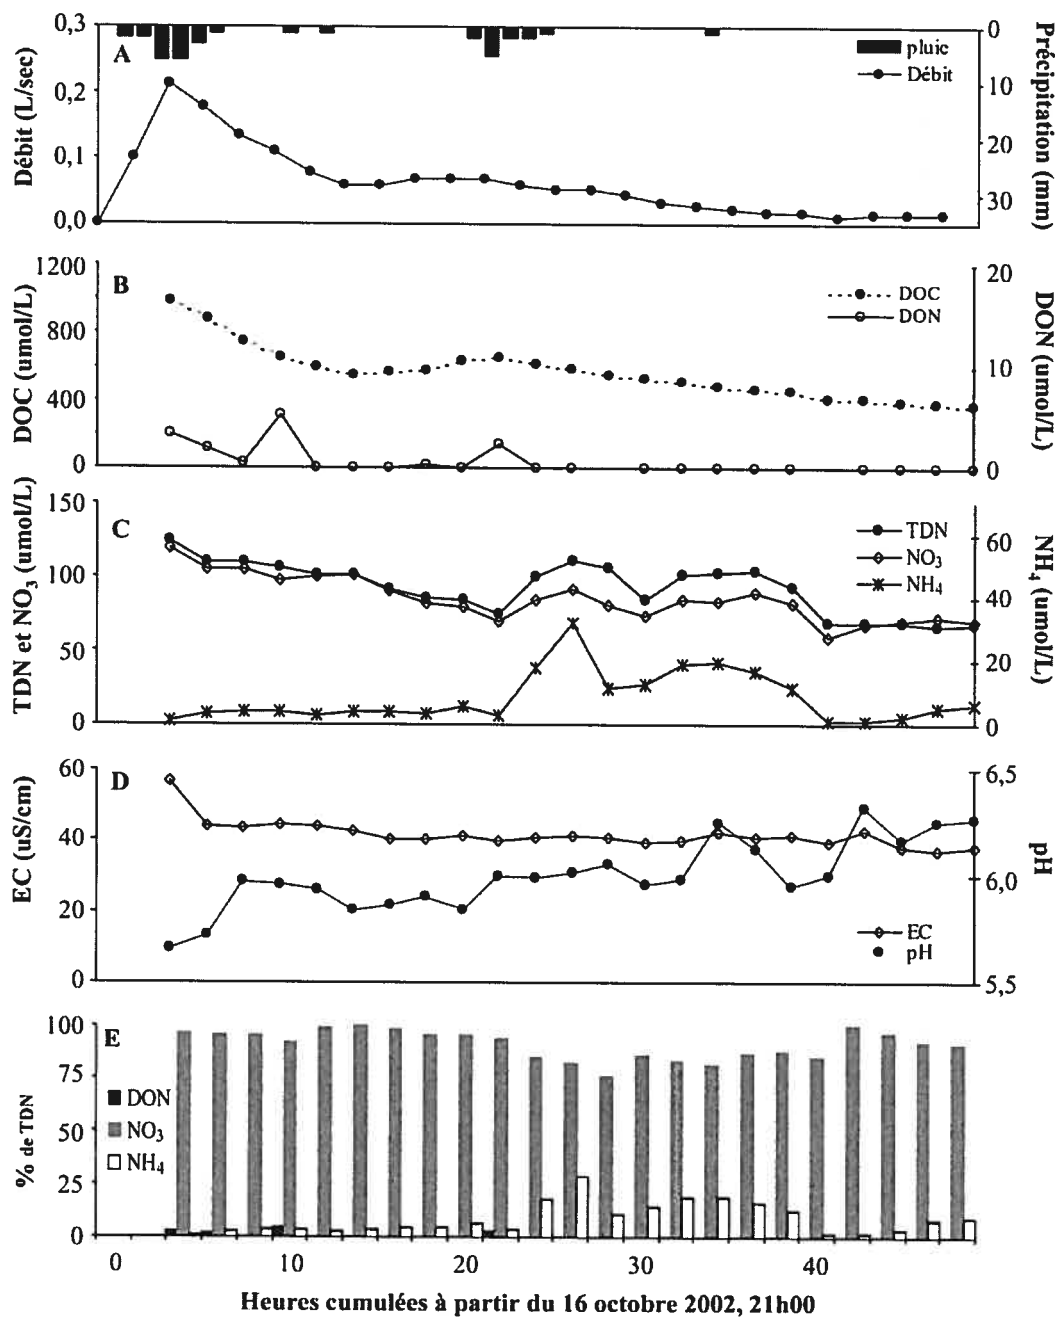 0,3
0,2
0,1
0,0
Débit (L/sec)
A
pluie
Débit
0
10
20
30
Précipitation (mm)
1200
800
400
0
DOC (umol/L)
B
DOC
DON
20
10
0
DON (umol/L)
150
100
50
0
TDN et NO3 (umol/L)
C
TDN
NO3
NH4
60
40
20
0
NH4 (umol/L)
60
40
20
0
EC (uS/cm)
D
EC
pH
6,5
6,0
5,5
pH
100
75
50
25
0
% de TDN
E
DON
NO3
NH4
0 10 20 30 40
Heures cumulées à partir du 16 octobre 2002, 21h00